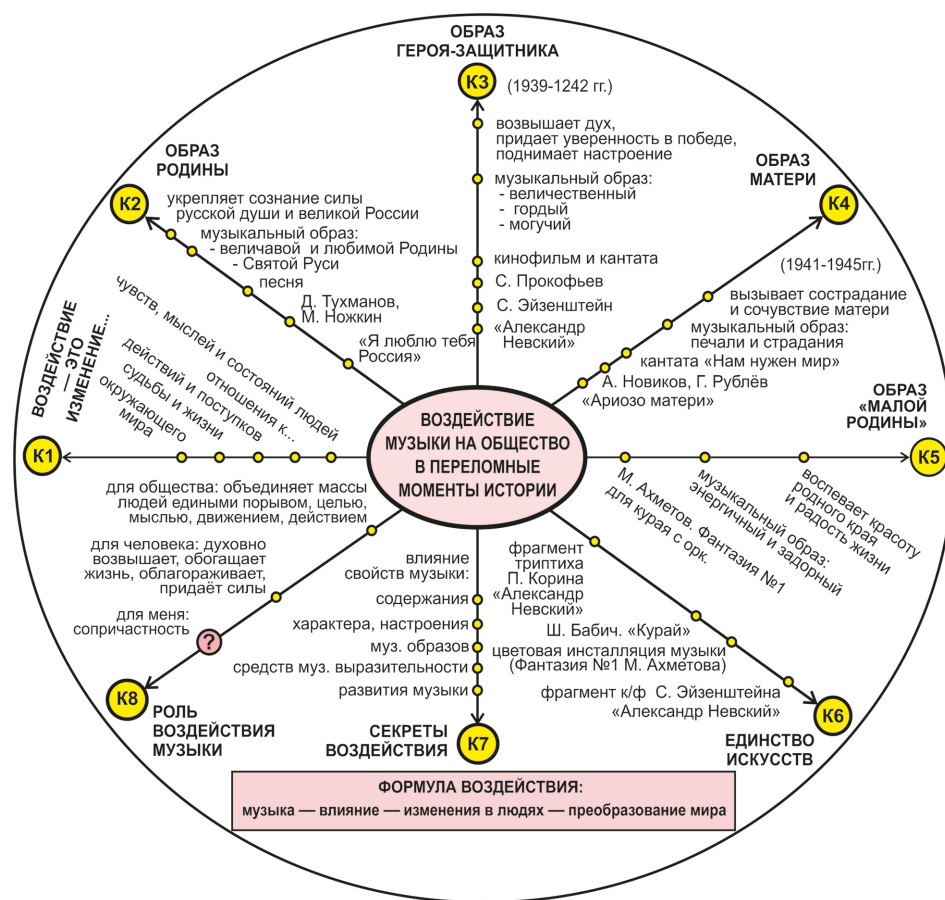 ОБРАЗ
ГЕРОЯ-ЗАЩИТНИКА
К3
(1939-1242 гг.)
возвышает дух,
придает уверенность в победе,
поднимает настроение
музыкальный образ:
- величественный
- гордый
- могучий
кинофильм и кантата
С. Прокофьев
С. Эйзенштейн
«Александр
Невский»
ОБРАЗ
РОДИНЫ
К2
укрепляет сознание силы
русской души и великой России
музыкальный образ:
- величавой и любимой Родины
- Святой Руси
песня
Д. Тухманов,
М. Ножкин
«Я люблю тебя
Россия»
ОБРАЗ
МАТЕРИ
К4
(1941-1945гг.)
вызывает сострадание
и сочувствие матери
музыкальный образ:
печали и страдания
кантата «Нам нужен мир»
А. Новиков, Г. Рублёв
«Ариозо матери»
ВОЗДЕЙСТВИЕ
— ЭТО
ИЗМЕНЕНИЕ...
К1
чувств, мыслей и состояний людей
отношения к...
действий и поступков
судьбы и жизни
окружающего
мира
ВОЗДЕЙСТВИЕ
МУЗЫКИ НА ОБЩЕСТВО
В ПЕРЕЛОМНЫЕ
МОМЕНТЫ ИСТОРИИ
ОБРАЗ
«МАЛОЙ
РОДИНЫ»
К5
М. Ахметов. Фантазия №1
для курая с орк.
музыкальный образ:
энергичный и задорный
воспевает красоту
родного края
и радость жизни
для общества: объединяет массы
людей едиными порывом, целью,
мыслью, движением, действием
для человека: духовно
возвышает, обогащает
жизнь, облагораживает,
придаёт силы
для меня:
сопричастность
?
К8
РОЛЬ
ВОЗДЕЙСТВИЯ
МУЗЫКИ
влияние
свойств музыки:
содержания
характера, настроения
муз. образов
средств муз. выразительности
развития музыки
СЕКРЕТЫ
ВОЗДЕЙСТВИЯ
К7
фрагмент
триптиха
П. Корина
«Александр
Невский»
Ш. Бабич. «Курай»
цветовая инсталляция музыки
(Фантазия №1 М. Ахметова)
фрагмент к/ф С. Эйзенштейна
«Александр Невский»
К6
ЕДИНСТВО
ИСКУССТВ
ФОРМУЛА ВОЗДЕЙСТВИЯ:
музыка — влияние — изменения в людях — преобразование мира